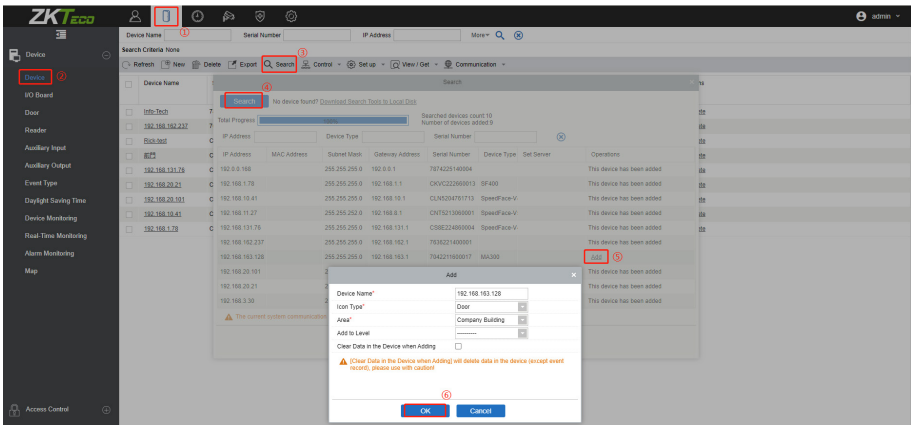 ZKTeco
admin
①
Device Name Serial Number IP Address More
Search Criteria None
③
Refresh New Delete Export Search Control Set up View / Get Communication
Device
Device ②
I/O Board
Door
Reader
Auxiliary Input
Auxiliary Output
Event Type
Daylight Saving Time
Device Monitoring
Real-Time Monitoring
Alarm Monitoring
Map
Access Control
Device Name
Info-Tech
192.168.162.237
Rick-test
192.168.131.76
192.168.20.21
192.168.20.101
192.168.10.41
192.168.1.78
Search
④
Search No device found? Download Search Tools to Local Disk
Total Progress Searched devices count:10
Number of devices added:9
IP Address Device Type Serial Number
IP Address MAC Address Subnet Mask Gateway Address Serial Number Device Type Set Server Operations
192.0.0.168 255.255.255.0 192.0.0.1 7874225140004 This device has been added
192.168.1.78 255.255.255.0 192.168.1.1 CKVC222660013 SF400 This device has been added
192.168.10.41 255.255.255.0 192.168.10.1 CLN5204761713 SpeedFace-V This device has been added
192.168.11.27 255.255.252.0 192.168.8.1 CNT5213060001 SpeedFace-V This device has been added
192.168.131.76 255.255.255.0 192.168.131.1 CS8E224860004 SpeedFace-V This device has been added
192.168.162.237 255.255.255.0 192.168.162.1 7635221400001 This device has been added
192.168.163.128 255.255.255.0 192.168.163.1 7042211600017 MA300 Add ⑤
192.168.20.101 This device has been added
192.168.20.21 This device has been added
192.168.3.30 This device has been added
The current system communication
Add
Device Name* 192.168.163.128
Icon Type* Door
Area* Company Building
Add to Level ---------
Clear Data in the Device when Adding
[Clear Data in the Device when Adding] will delete data in the device (except event
record), please use with caution!
⑥
OK Cancel